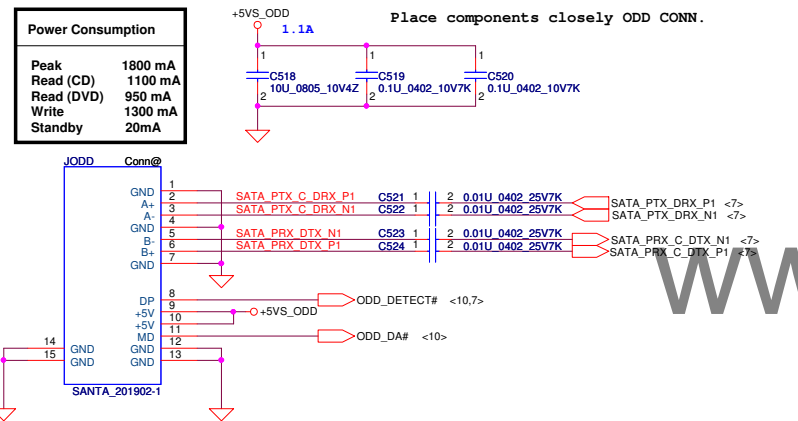 Power Consumption
Peak 1800 mA
Read (CD) 1100 mA
Read (DVD) 950 mA
Write 1300 mA
Standby 20mA
+5VS_ODD
1.1A
Place components closely ODD CONN.
1 1 1
C518 C519 C520
10U_0805_10V4Z 0.1U_0402_10V7K 0.1U_0402_10V7K
2 2 2
JODD Conn@
GND 1
A+ 2 SATA_PTX_C_DRX_P1 C521 1 2 0.01U_0402_25V7K SATA_PTX_DRX_P1 <7>
A- 3 SATA_PTX_C_DRX_N1 C522 1 2 0.01U_0402_25V7K SATA_PTX_DRX_N1 <7>
GND 4
B- 5 SATA_PRX_DTX_N1 C523 1 2 0.01U_0402_25V7K SATA_PRX_C_DTX_N1 <7>
B+ 6 SATA_PRX_DTX_P1 C524 1 2 0.01U_0402_25V7K SATA_PRX_C_DTX_P1 <7>
GND 7
DP 8 ODD_DETECT# <10,7>
+5V 9 +5VS_ODD
+5V 10
MD 11 ODD_DA# <10>
14 GND GND 12
15 GND GND 13
SANTA_201902-1
WW